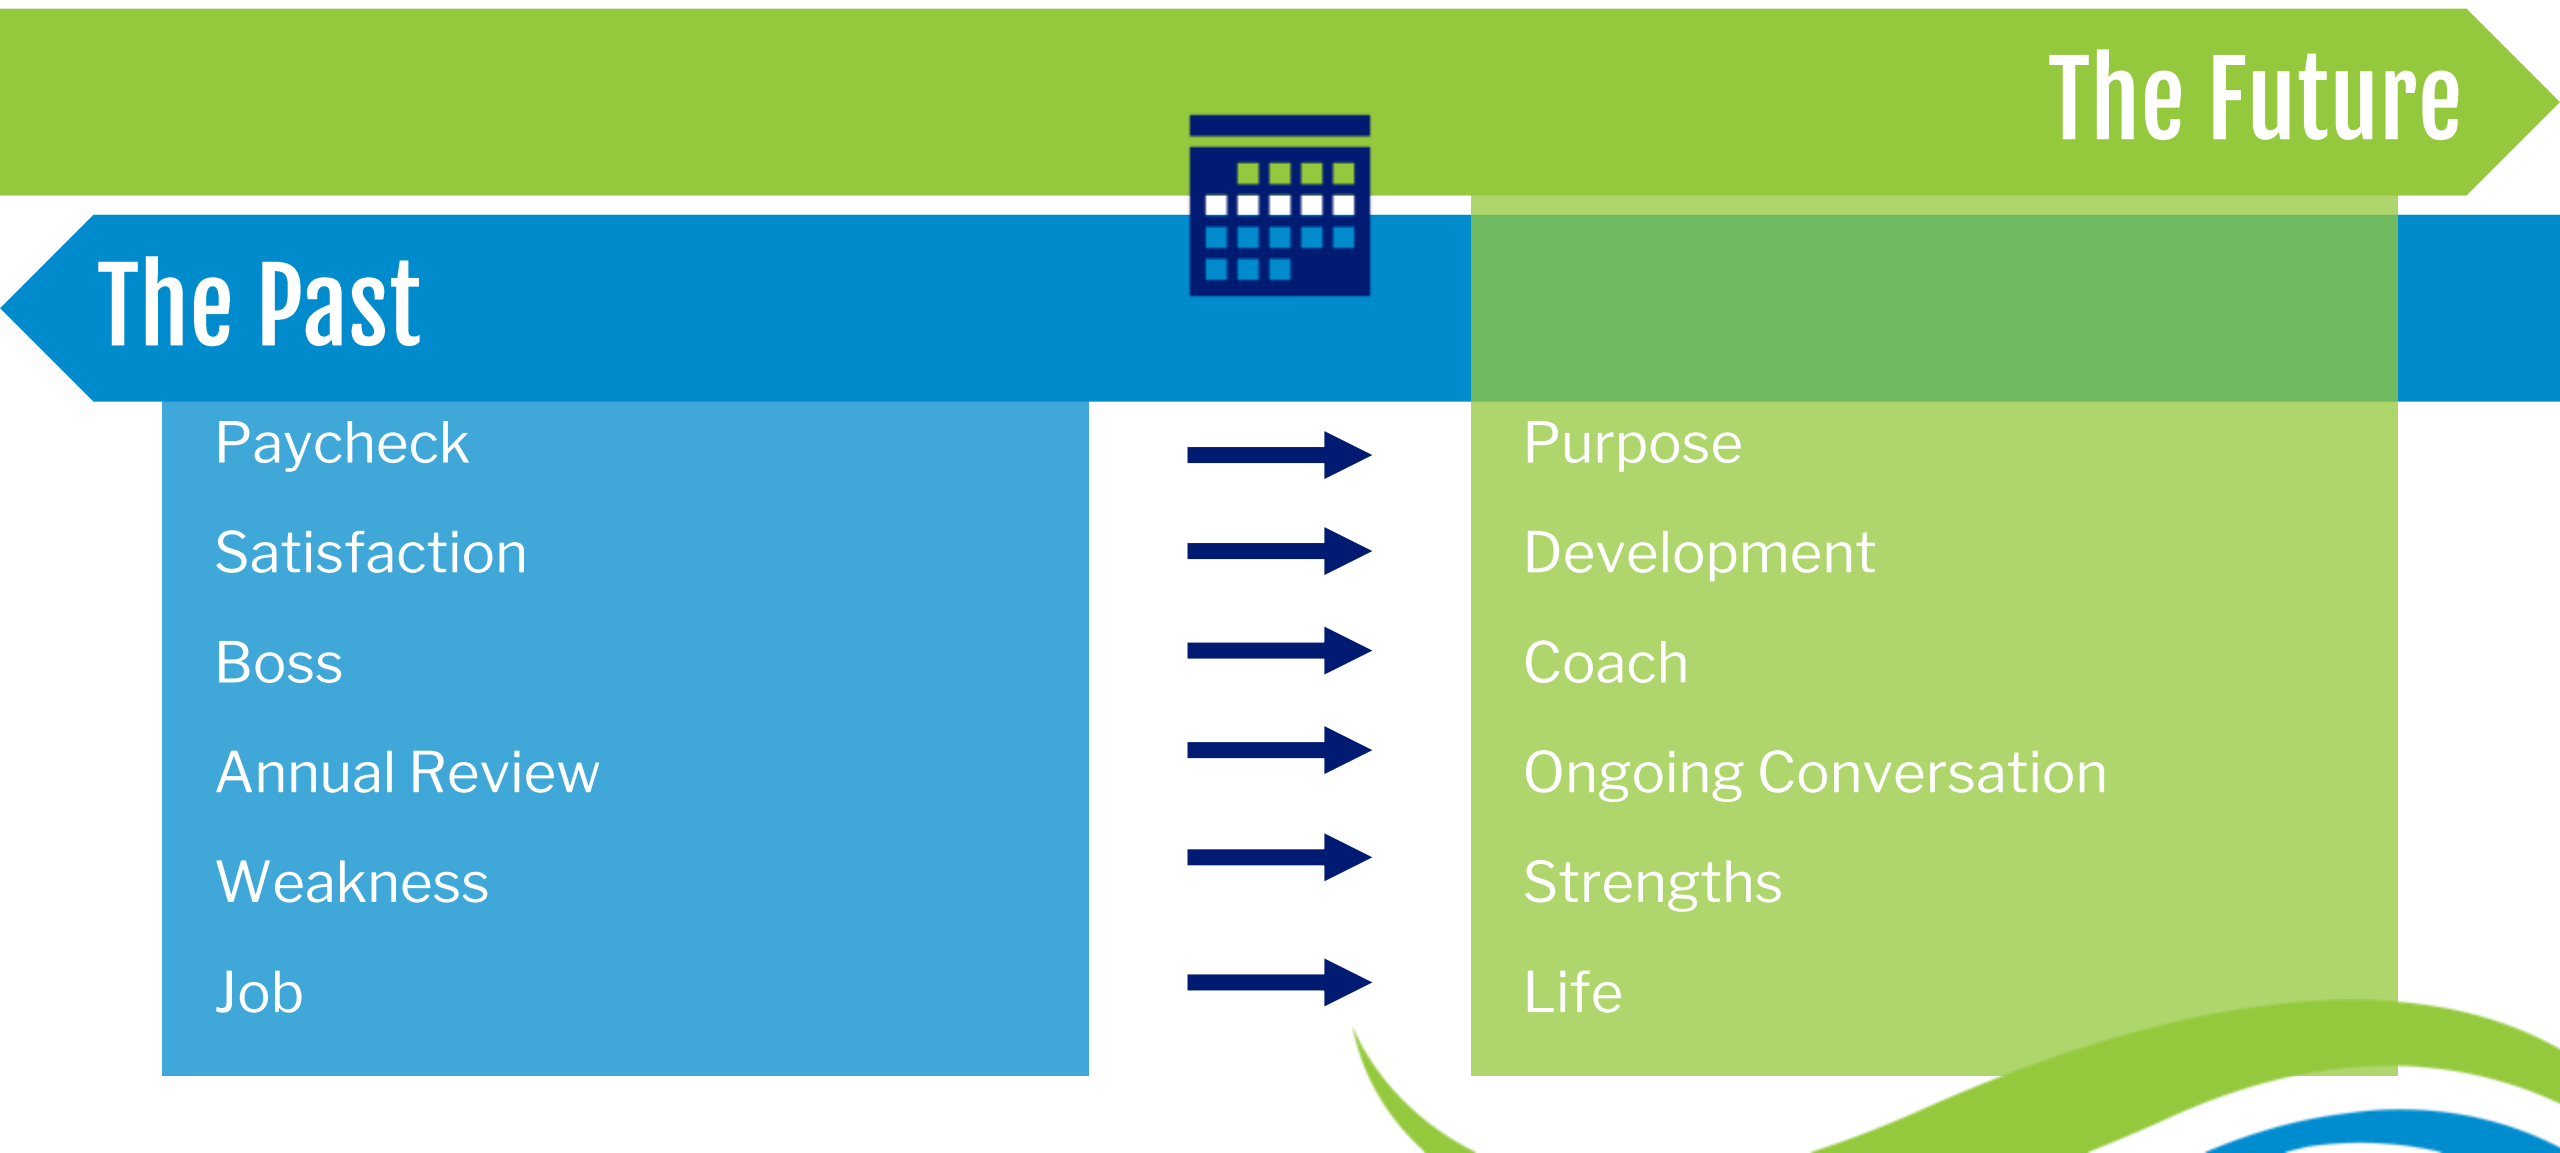 The Future
The Past
Paycheck
Purpose
Satisfaction
Development
Boss
Coach
Annual Review
Ongoing Conversation
Weakness
Strengths
Job
Life